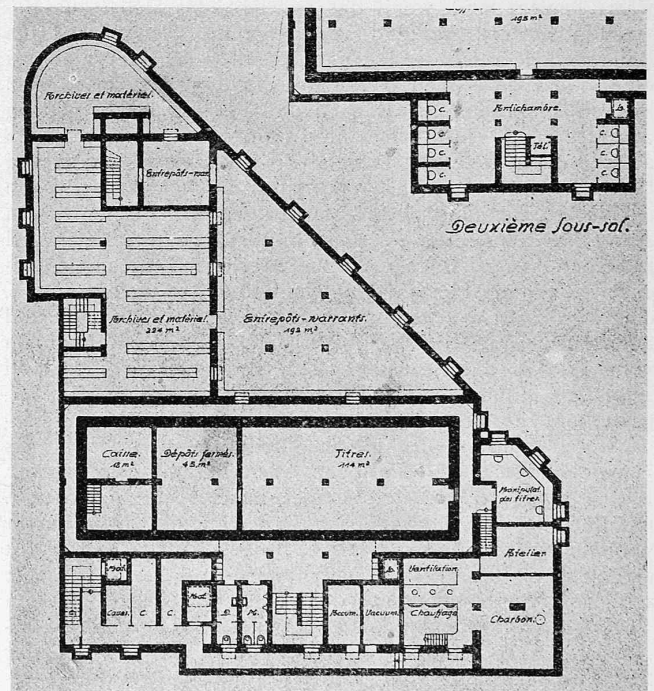 195 m²
Archives et matériel.
Antichambre.
C.
C.
C.
C.
C.
C.
C.
Tél.
Deuxième sous-sol.
Entrepôts-war.
Archives et matériel.
224 m²
Entrepôts-warrants.
192 m²
Caisse.
Dépôts fermés.
45 m²
Titres.
114 m²
Manipulat.
des titres.
Atelier
Ventilation
Caves.
C.
C.
D.
M.
Accum.
Vacuum.
Chauffage
Charbon.